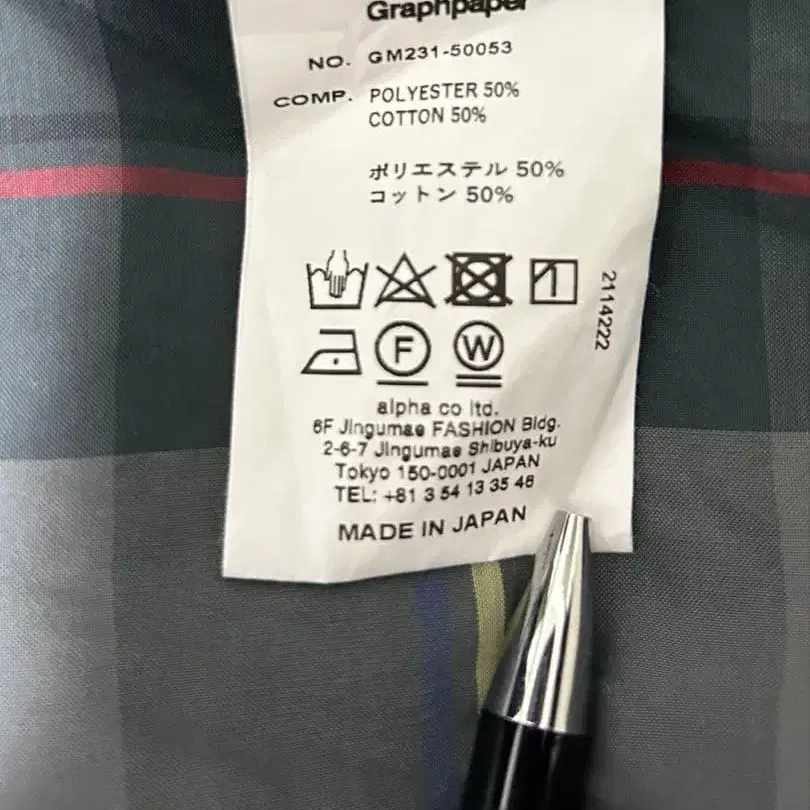 Graphpaper
NO. GM231-50053
COMP. POLYESTER 50%
COTTON 50%
ポリエステル 50%
コットン 50%
2114222
F W
alpha co ltd.
6F Jingumae FASHION Bldg.
2-6-7 Jingumae Shibuya-ku
Tokyo 150-0001 JAPAN
TEL: +81 3 54 13 35 48
MADE IN JAPAN